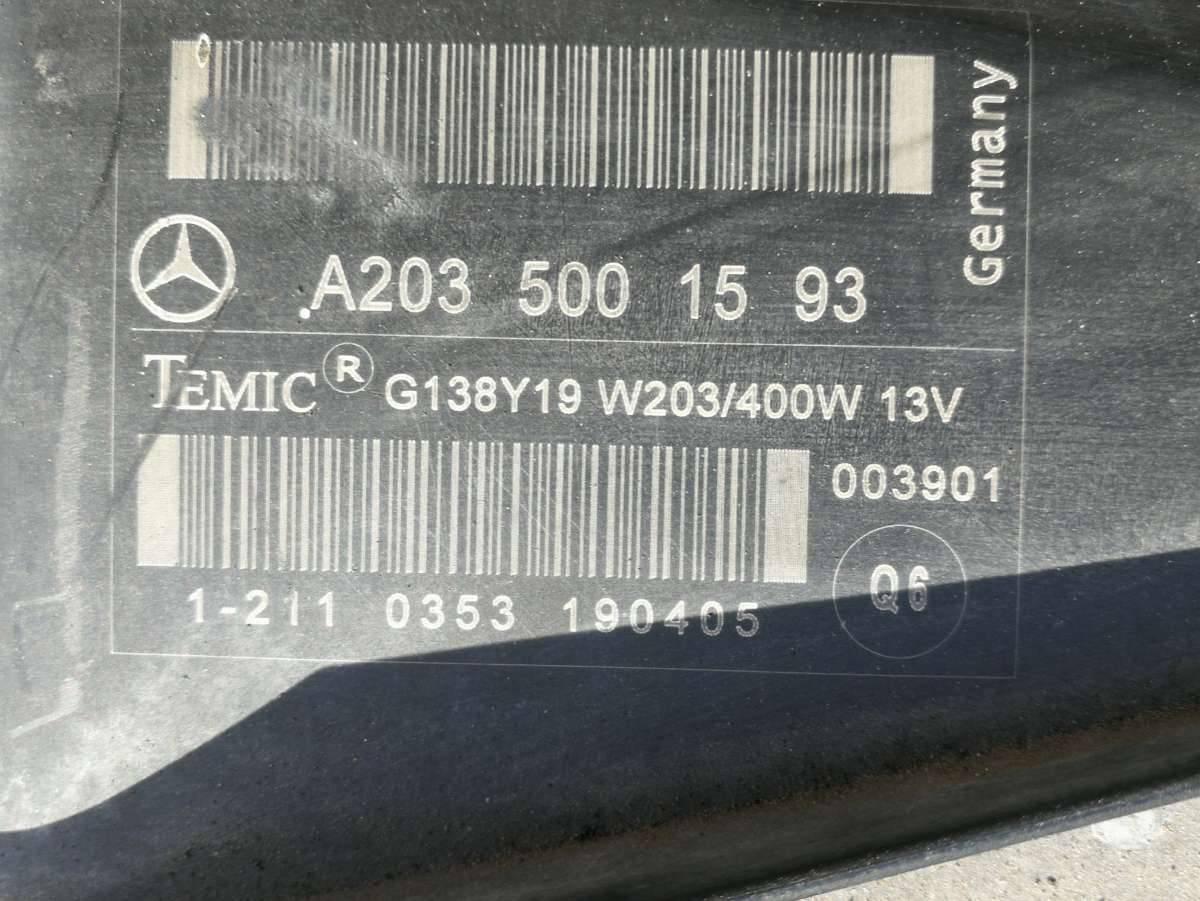 Germany
A203 500 15 93
TEMIC ® G138Y19 W203/400W 13V
003901
1-211 0353 190405
Q6